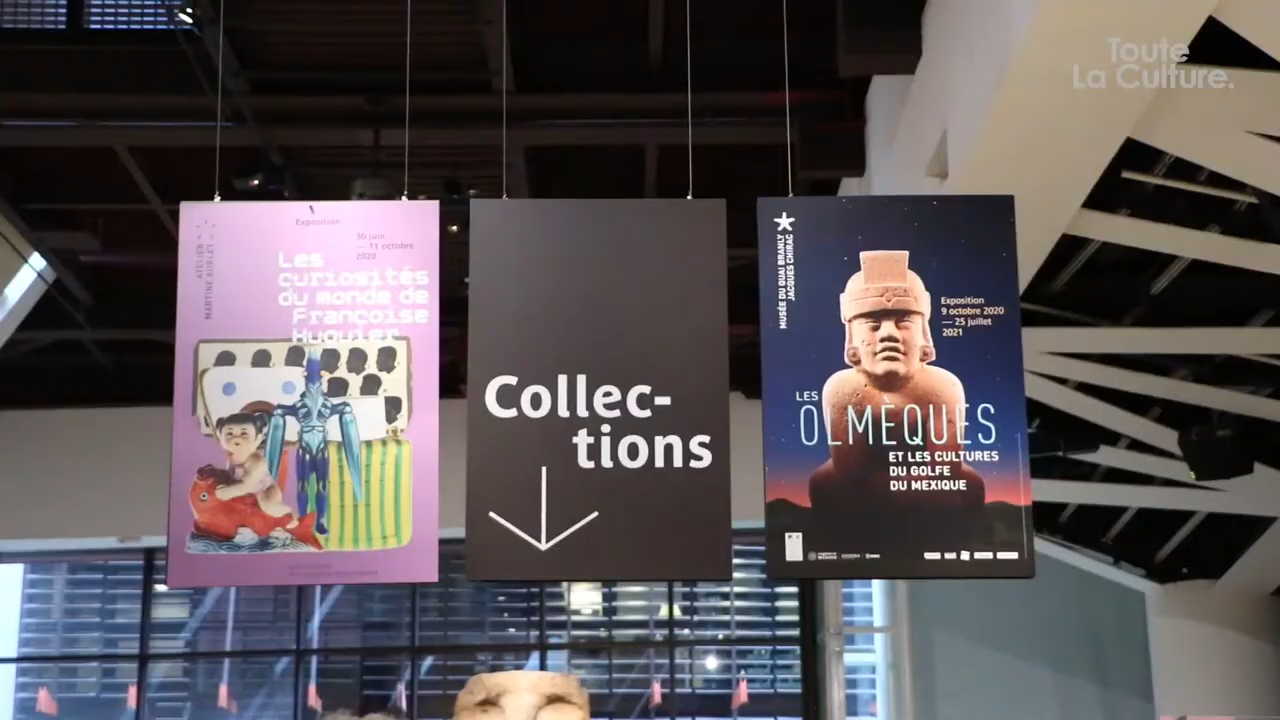 Toute
La Culture.
ATELIER
MARTINE AUBLET
Exposition
30 juin
— 11 octobre
2020
Les
curiosités
du monde de
Françoise
Huguier
Collec-
tions
MUSÉE DU QUAI BRANLY
JACQUES CHIRAC
Exposition
9 octobre 2020
— 25 juillet
2021
LES
OLMÈQUES
ET LES CULTURES
DU GOLFE
DU MEXIQUE